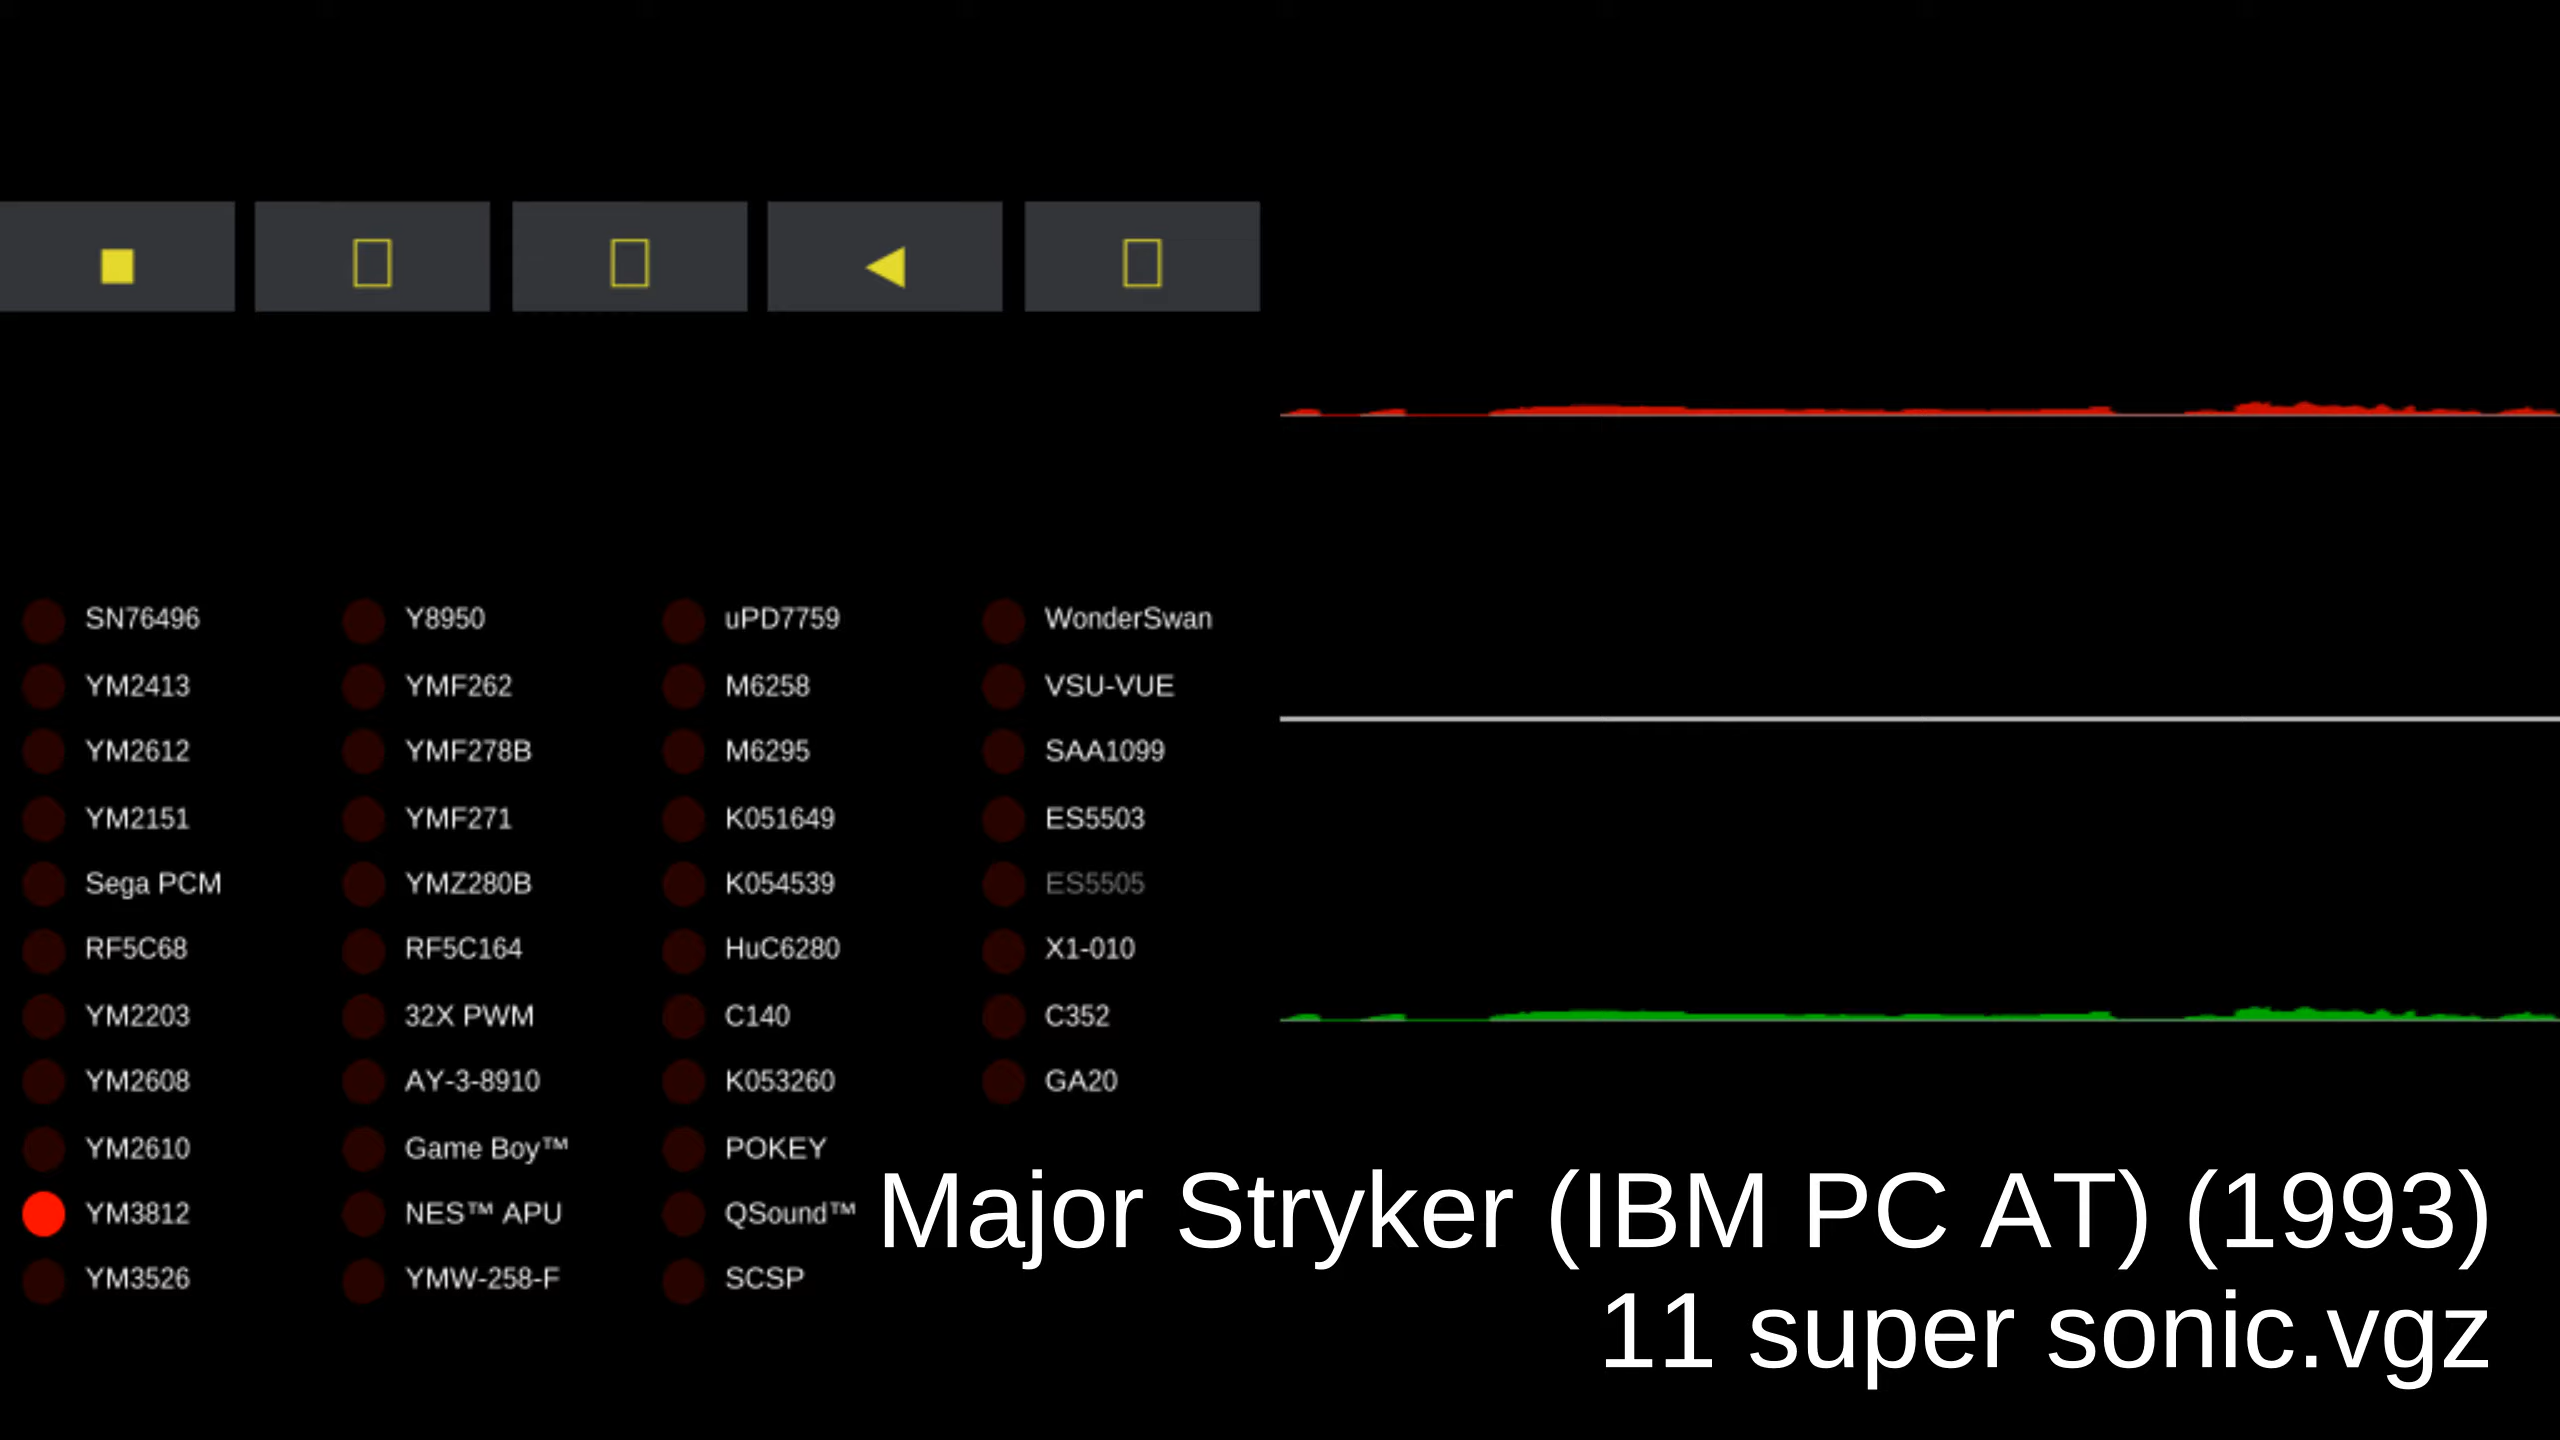 SN76496
YM2413
YM2612
YM2151
Sega PCM
RF5C68
YM2203
YM2608
YM2610
YM3812
YM3526
Y8950
YMF262
YMF278B
YMF271
YMZ280B
RF5C164
32X PWM
AY-3-8910
Game Boy™
NES™ APU
YMW-258-F
uPD7759
M6258
M6295
K051649
K054539
HuC6280
C140
K053260
POKEY
QSound™
SCSP
WonderSwan
VSU-VUE
SAA1099
ES5503
ES5505
X1-010
C352
GA20
Major Stryker (IBM PC AT) (1993)
11 super sonic.vgz